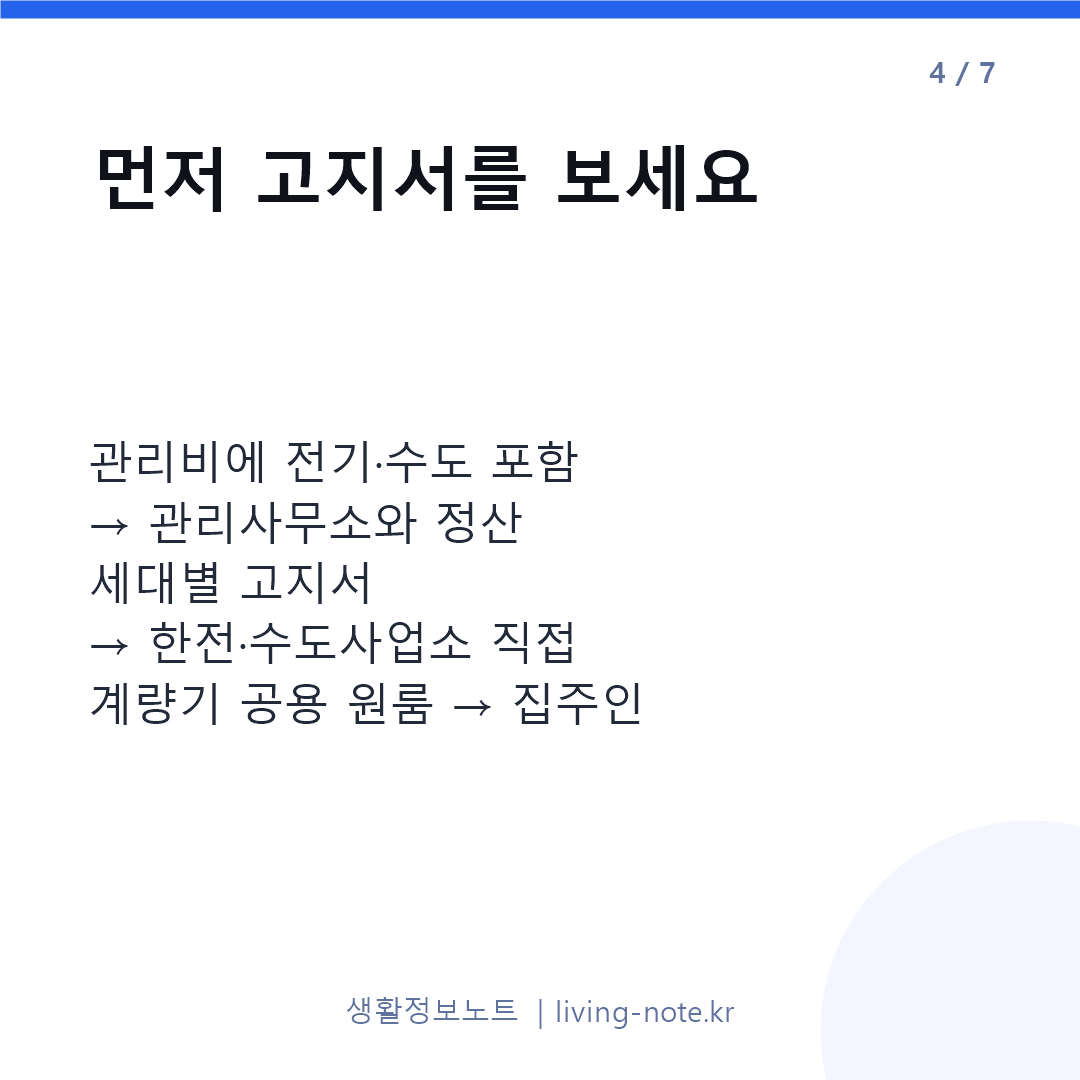 4 / 7
먼저 고지서를 보세요
관리비에 전기·수도 포함
→ 관리사무소와 정산
세대별 고지서
→ 한전·수도사업소 직접
계량기 공용 원룸 → 집주인
생활정보노트 | living-note.kr